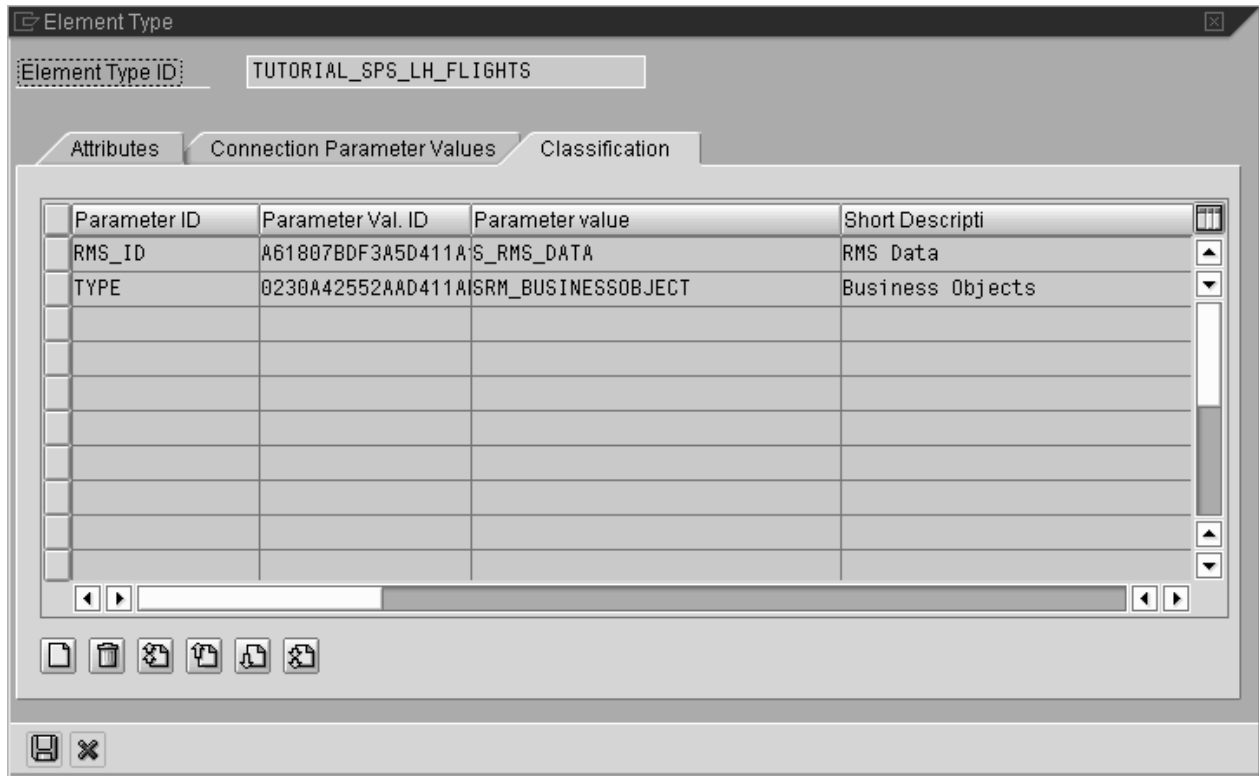 Element Type
Element Type ID TUTORIAL_SPS_LH_FLIGHTS
Attributes Connection Parameter Values Classification
Parameter ID Parameter Val. ID Parameter value Short Descripti
RMS_ID A61807BDF3A5D411A S_RMS_DATA RMS Data
TYPE 0230A42552AAD411A SRM_BUSINESSOBJECT Business Objects